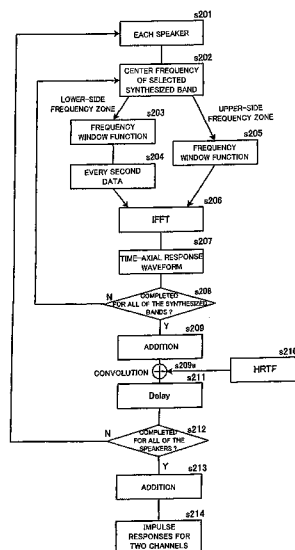 s201
EACH SPEAKER
s202
CENTER FREQUENCY
OF SELECTED
SYNTHESIZED BAND
LOWER-SIDE
FREQUENCY ZONE
UPPER-SIDE
FREQUENCY ZONE
s203
FREQUENCY
WINDOW FUNCTION
s205
FREQUENCY
WINDOW FUNCTION
s204
EVERY SECOND
DATA
s206
IFFT
s207
TIME-AXIAL RESPONSE
WAVEFORM
s208
N
COMPLETED
FOR ALL OF THE SYNTHESIZED
BANDS ?
Y
s209
ADDITION
s209a
s210
CONVOLUTION
HRTF
s211
Delay
s212
N
COMPLETED
FOR ALL OF THE
SPEAKERS ?
Y
s213
ADDITION
s214
IMPULSE
RESPONSES FOR
TWO CHANNELS